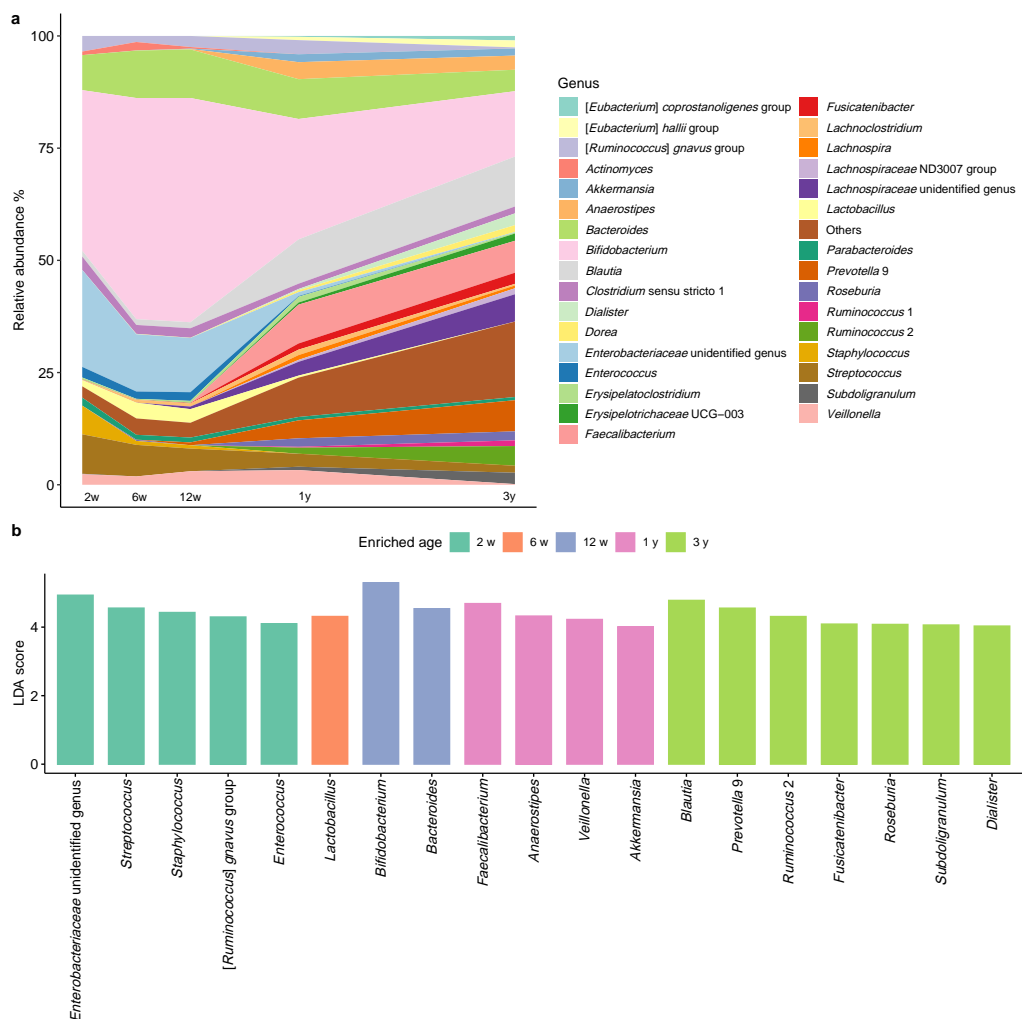 a
100
75
50
25
0
Relative abundance %
2w 6w 12w 1y 3y
Genus
[Eubacterium] coprostanoligenes group
[Eubacterium] hallii group
[Ruminococcus] gnavus group
Actinomyces
Akkermansia
Anaerostipes
Bacteroides
Bifidobacterium
Blautia
Clostridium sensu stricto 1
Dialister
Dorea
Enterobacteriaceae unidentified genus
Enterococcus
Erysipelatoclostridium
Erysipelotrichaceae UCG−003
Faecalibacterium
Fusicatenibacter
Lachnoclostridium
Lachnospira
Lachnospiraceae ND3007 group
Lachnospiraceae unidentified genus
Lactobacillus
Others
Parabacteroides
Prevotella 9
Roseburia
Ruminococcus 1
Ruminococcus 2
Staphylococcus
Streptococcus
Subdoligranulum
Veillonella
b
Enriched age 2 w 6 w 12 w 1 y 3 y
4
2
0
LDA score
Enterobacteriaceae unidentified genus
Streptococcus
Staphylococcus
[Ruminococcus] gnavus group
Enterococcus
Lactobacillus
Bifidobacterium
Bacteroides
Faecalibacterium
Anaerostipes
Veillonella
Akkermansia
Blautia
Prevotella 9
Ruminococcus 2
Fusicatenibacter
Roseburia
Subdoligranulum
Dialister